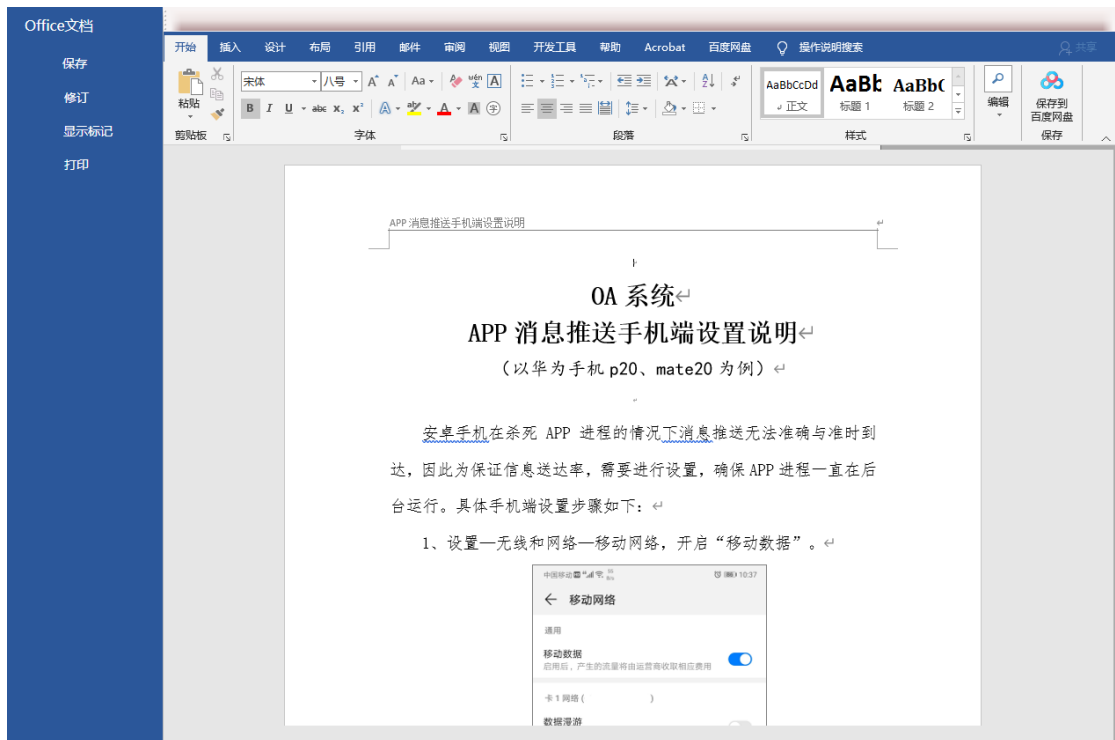 Office文档
保存
修订
显示标记
打印
开始 插入 设计 布局 引用 邮件 审阅 视图 开发工具 帮助 Acrobat 百度网盘 操作说明搜索 共享
粘贴
剪贴板
宋体 八号 A A Aa wén 文 A
B I U abc X₂ X² A ab A A 字
字体
A Z
段落
AaBbCcDd AaBb AaBb(
正文 标题 1 标题 2
样式
编辑
保存到
百度网盘
保存
APP 消息推送手机端设置说明
OA 系统
APP 消息推送手机端设置说明
(以华为手机 p20、mate20 为例)
安卓手机在杀死 APP 进程的情况下消息推送无法准确与准时到
达，因此为保证信息送达率，需要进行设置，确保 APP 进程一直在后
台运行。具体手机端设置步骤如下：
1、设置—无线和网络—移动网络，开启“移动数据”。
中国移动 10:37
← 移动网络
通用
移动数据
启用后，产生的流量将由运营商收取相应费用
卡 1 网络 ( )
数据漫游